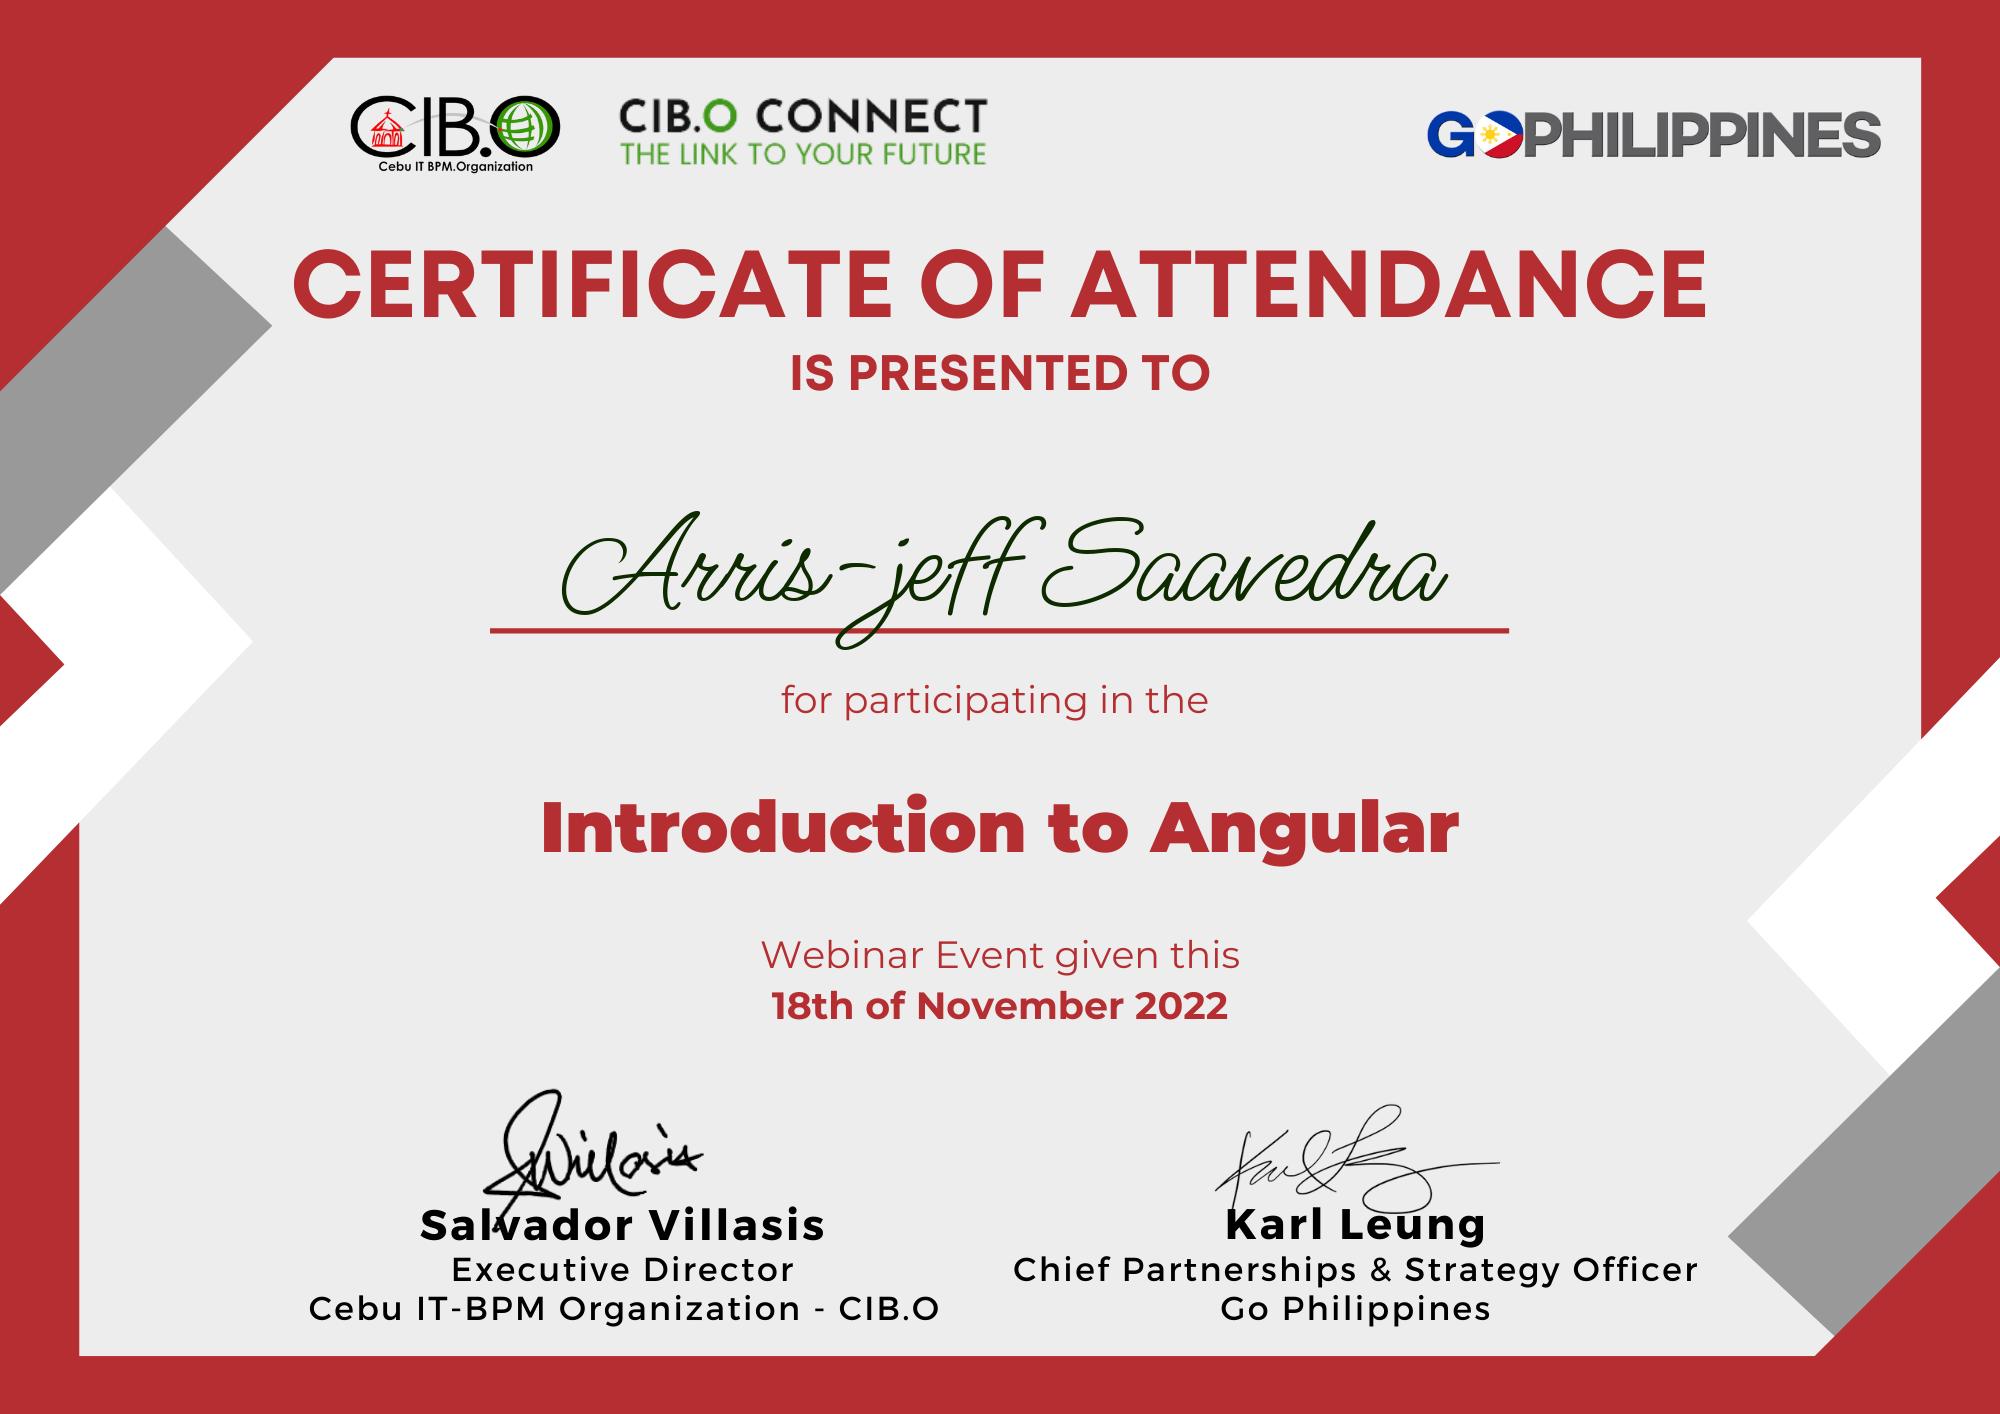 CIB.O
Cebu IT BPM.Organization
CIB.O CONNECT
THE LINK TO YOUR FUTURE
GOPHILIPPINES
CERTIFICATE OF ATTENDANCE
IS PRESENTED TO
Arris-jeff Saavedra
for participating in the
Introduction to Angular
Webinar Event given this
18th of November 2022
Salvador Villasis
Executive Director
Cebu IT-BPM Organization - CIB.O
Karl Leung
Chief Partnerships & Strategy Officer
Go Philippines